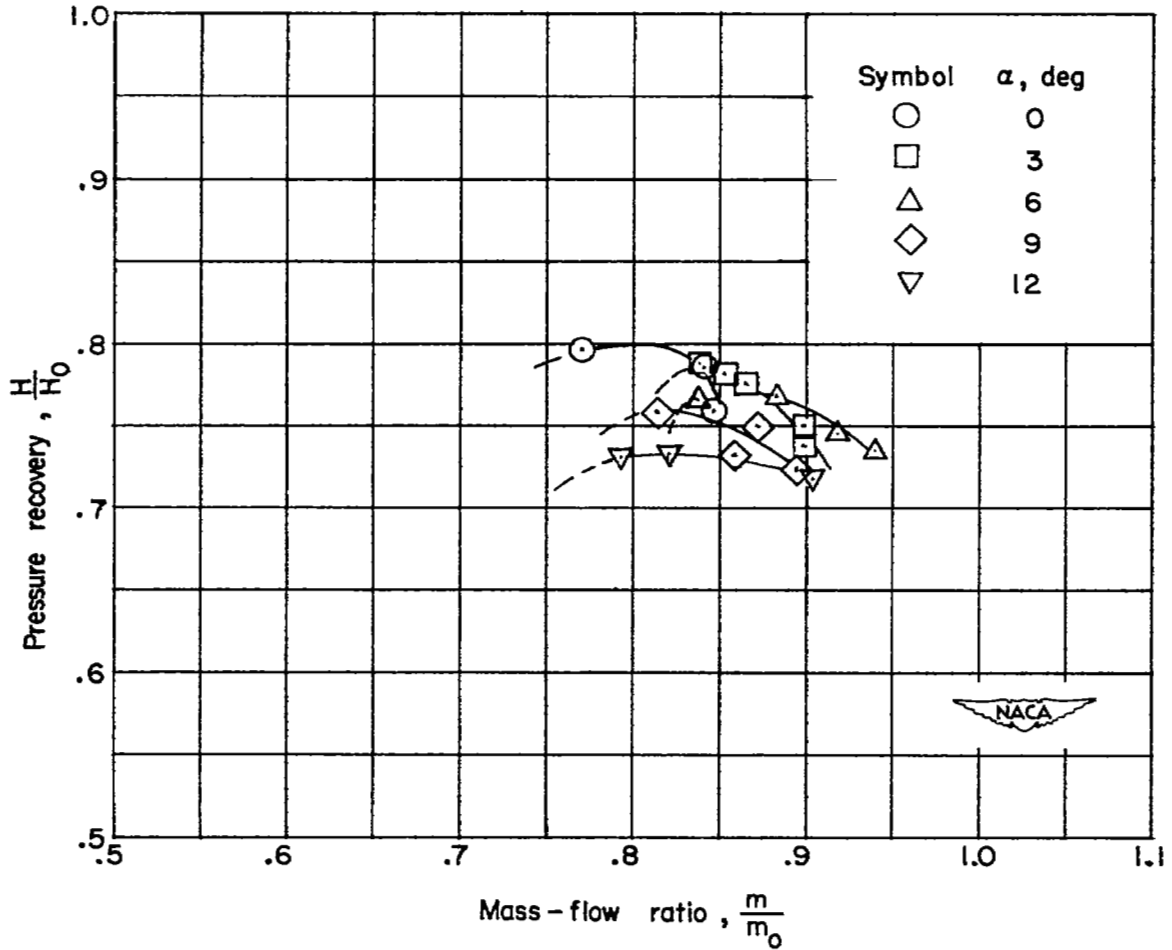 1.0
.9
.8
.7
.6
.5
Pressure recovery , H/H0
Symbol α, deg
0
3
6
9
12
NACA
.5 .6 .7 .8 .9 1.0 1.1
Mass-flow ratio , m/mo